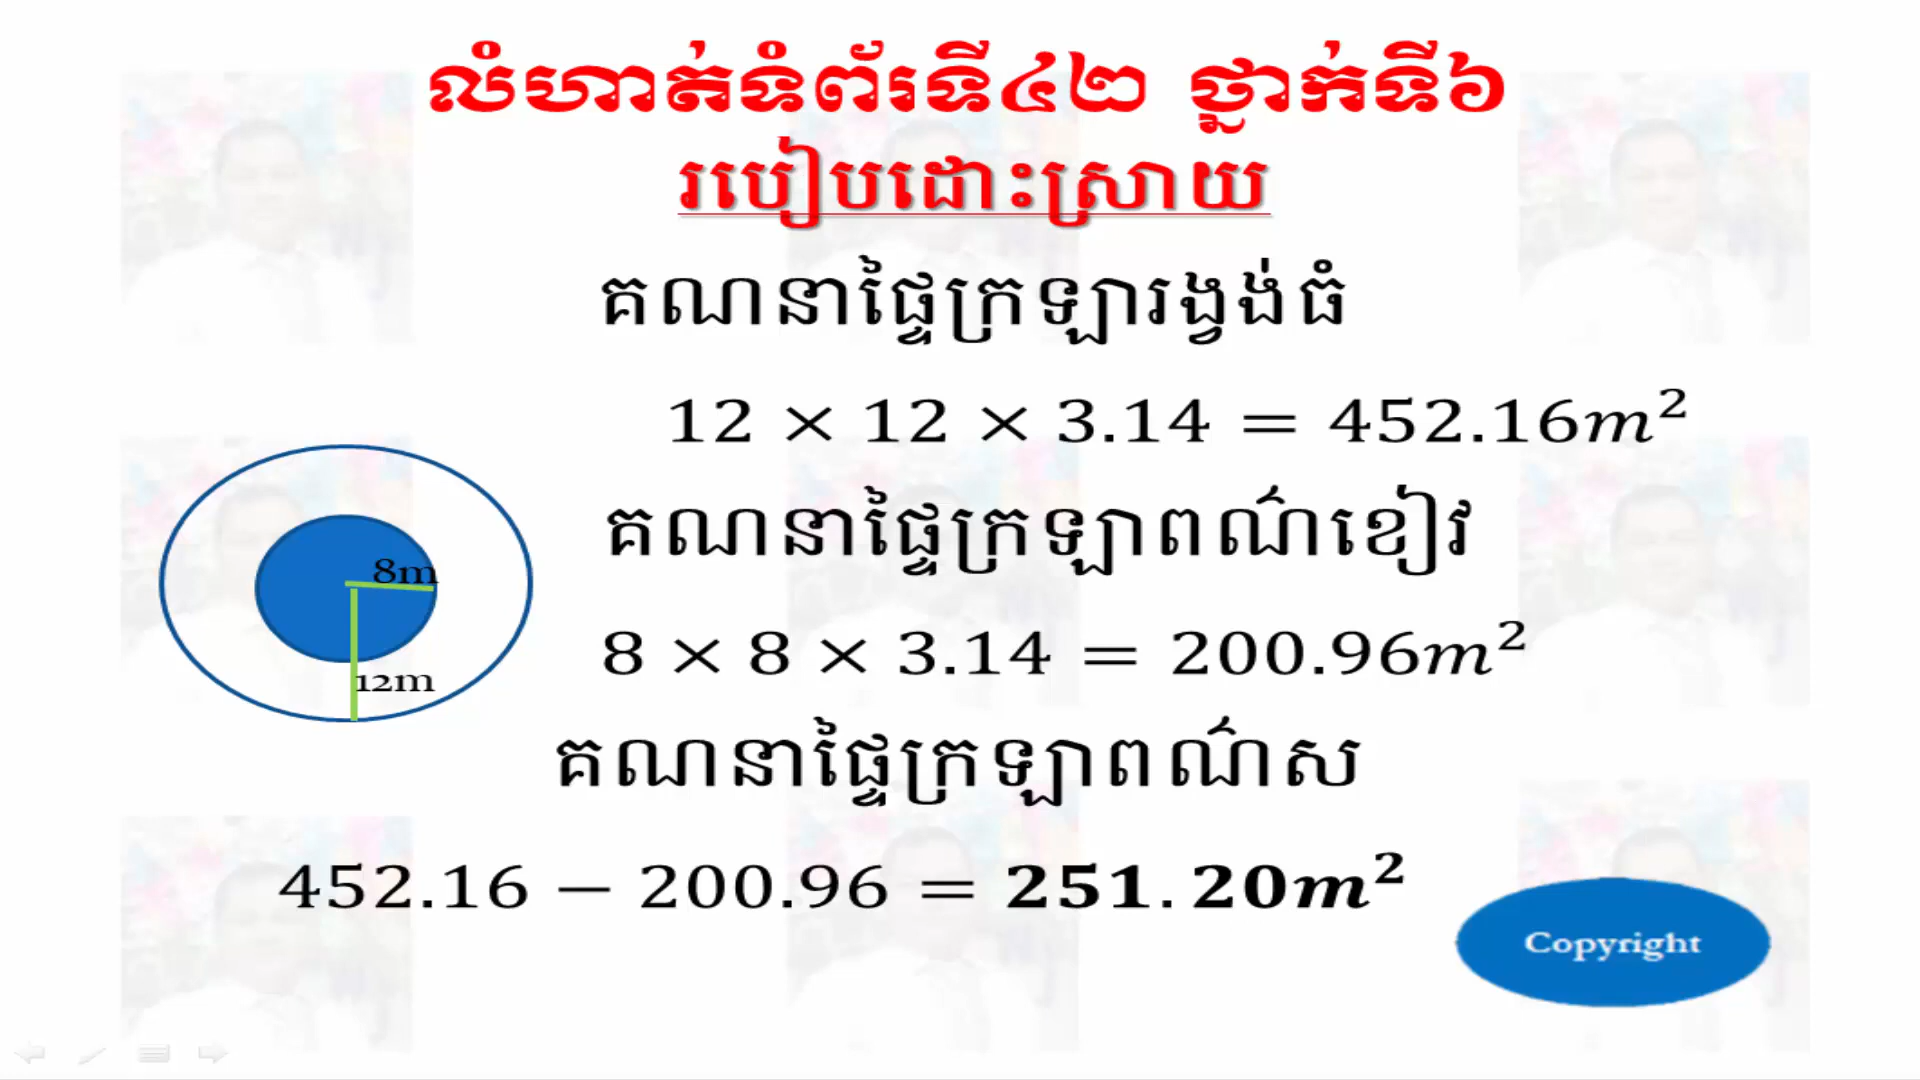 លំហាត់ទំព័រទី៤២ ថ្នាក់ទី៦
របៀបដោះស្រាយ
គណនាផ្ទៃក្រឡារង្វង់ធំ
12 × 12 × 3.14 = 452.16m²
គណនាផ្ទៃក្រឡាពណ៌ខៀវ
8m
8 × 8 × 3.14 = 200.96m²
12m
គណនាផ្ទៃក្រឡាពណ៌ស
452.16 − 200.96 = 251.20m²
Copyright